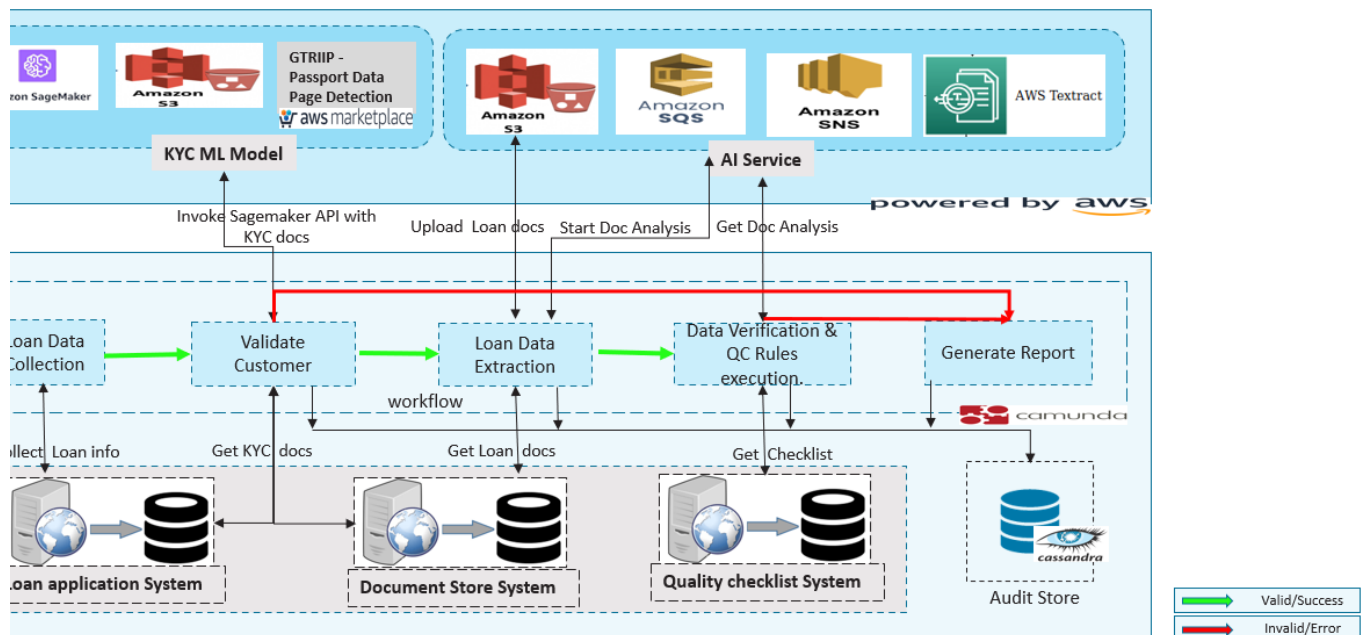 zon SageMaker
Amazon
S3
GTRIIP -
Passport Data
Page Detection
aws marketplace
Amazon
S3
Amazon
SQS
Amazon
SNS
AWS Textract
KYC ML Model
AI Service
powered by aws
Invoke Sagemaker API with
KYC docs
Upload Loan docs
Start Doc Analysis
Get Doc Analysis
Loan Data
Collection
Validate
Customer
Loan Data
Extraction
Data Verification &
QC Rules
execution.
Generate Report
workflow
camunda
ollect Loan info
Get KYC docs
Get Loan docs
Get Checklist
Loan application System
Document Store System
Quality checklist System
cassandra
Audit Store
Valid/Success
Invalid/Error